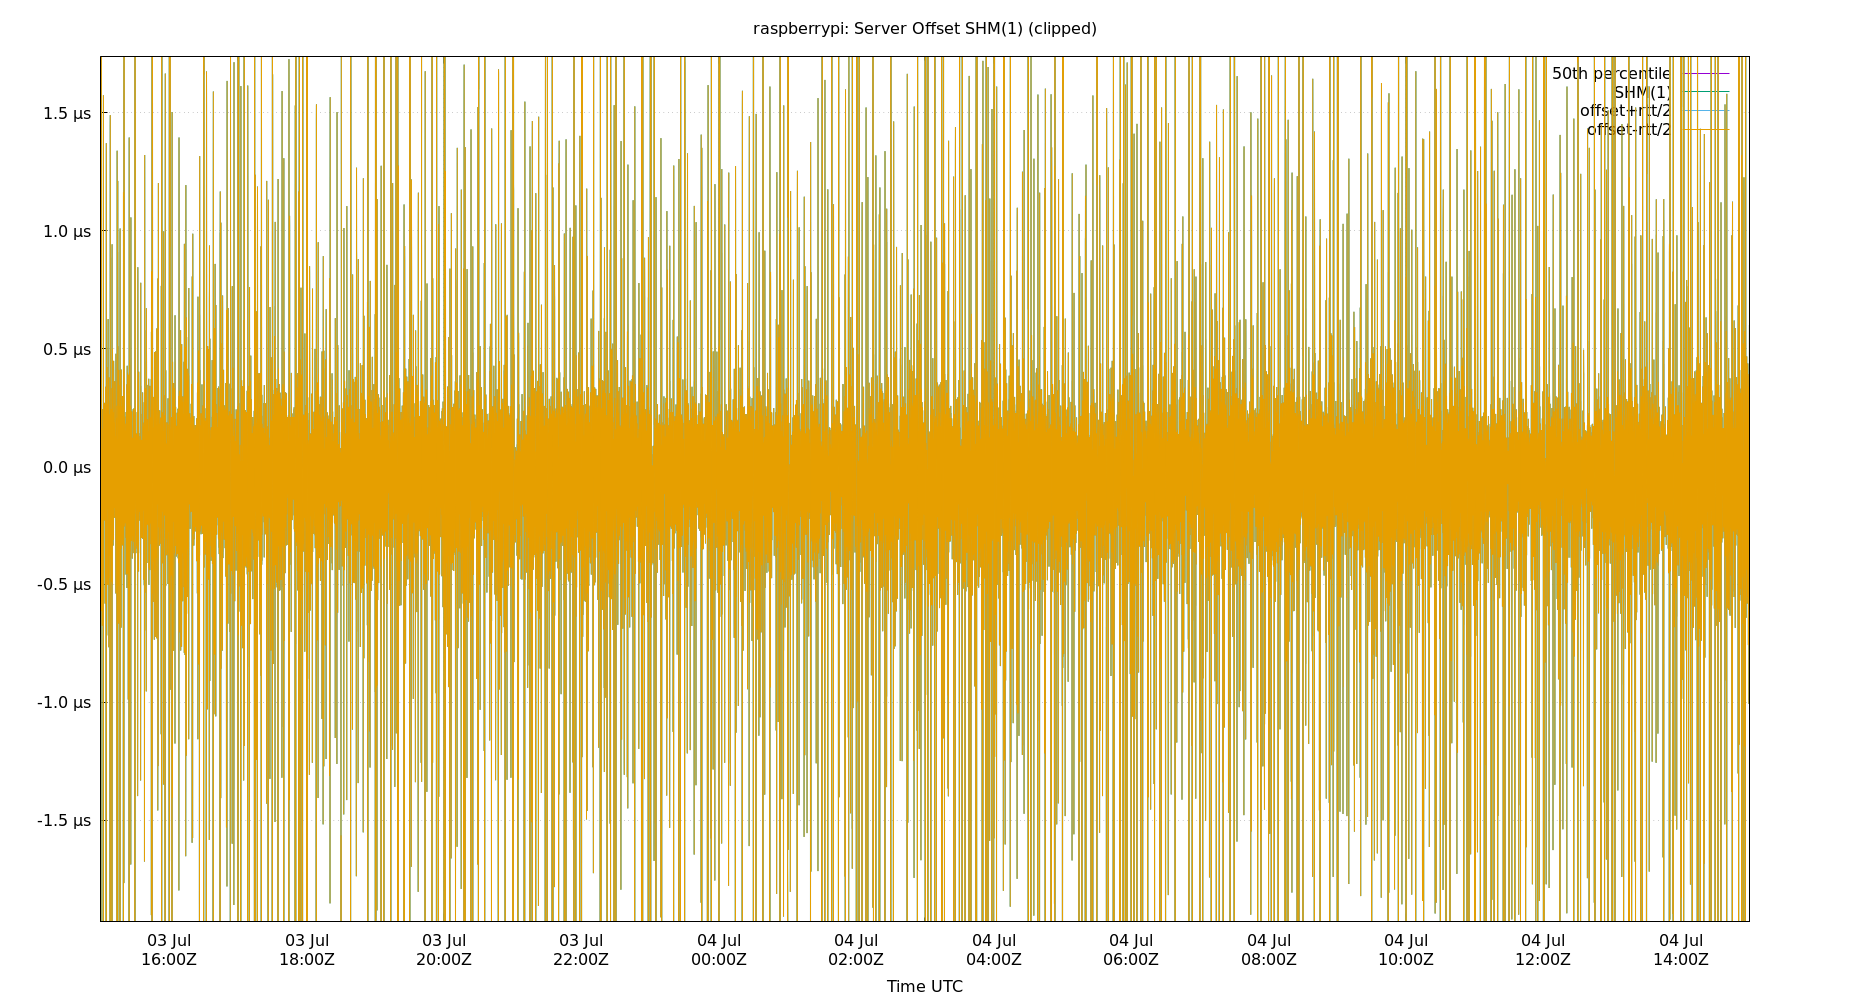 raspberrypi: Server Offset SHM(1) (clipped)
50th percentile
SHM(1)
offset+rtt/2
offset-rtt/2
1.5 µs
1.0 µs
0.5 µs
0.0 µs
-0.5 µs
-1.0 µs
-1.5 µs
03 Jul 03 Jul 03 Jul 03 Jul 04 Jul 04 Jul 04 Jul 04 Jul 04 Jul 04 Jul 04 Jul 04 Jul
16:00Z 18:00Z 20:00Z 22:00Z 00:00Z 02:00Z 04:00Z 06:00Z 08:00Z 10:00Z 12:00Z 14:00Z
Time UTC